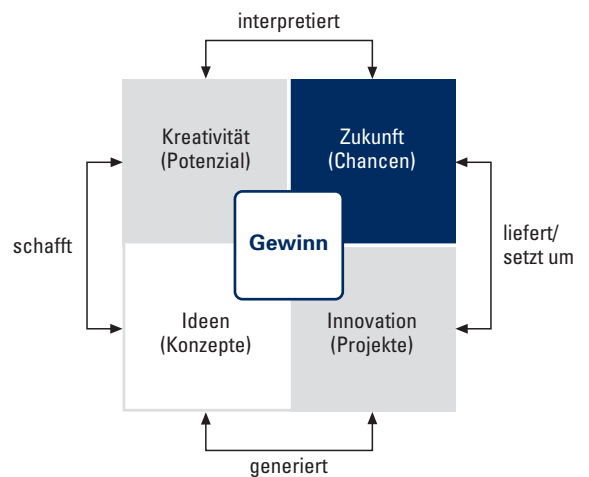 interpretiert
Kreativität
(Potenzial)
Zukunft
(Chancen)
schafft
Gewinn
liefert/
setzt um
Ideen
(Konzepte)
Innovation
(Projekte)
generiert